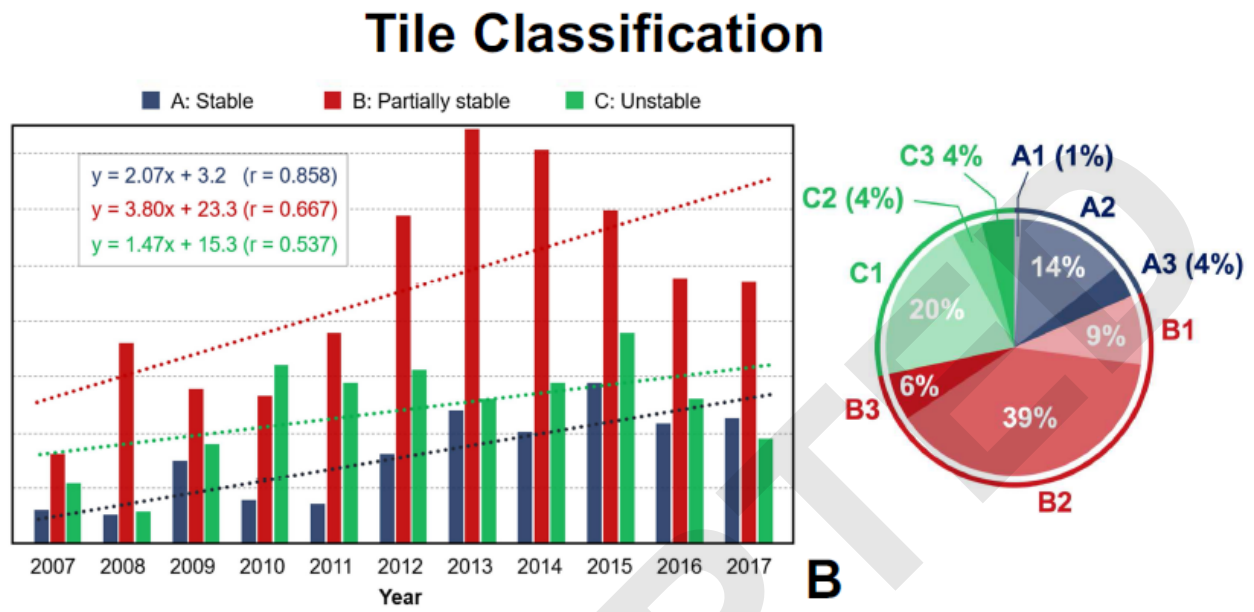 Tile Classification
A: Stable B: Partially stable C: Unstable
y = 2.07x + 3.2 (r = 0.858)
y = 3.80x + 23.3 (r = 0.667)
y = 1.47x + 15.3 (r = 0.537)
2007 2008 2009 2010 2011 2012 2013 2014 2015 2016 2017
Year
C3 4%
A1 (1%)
C2 (4%)
A2
14%
A3 (4%)
C1
20%
B1
9%
B3
6%
39%
B2
B
PTED